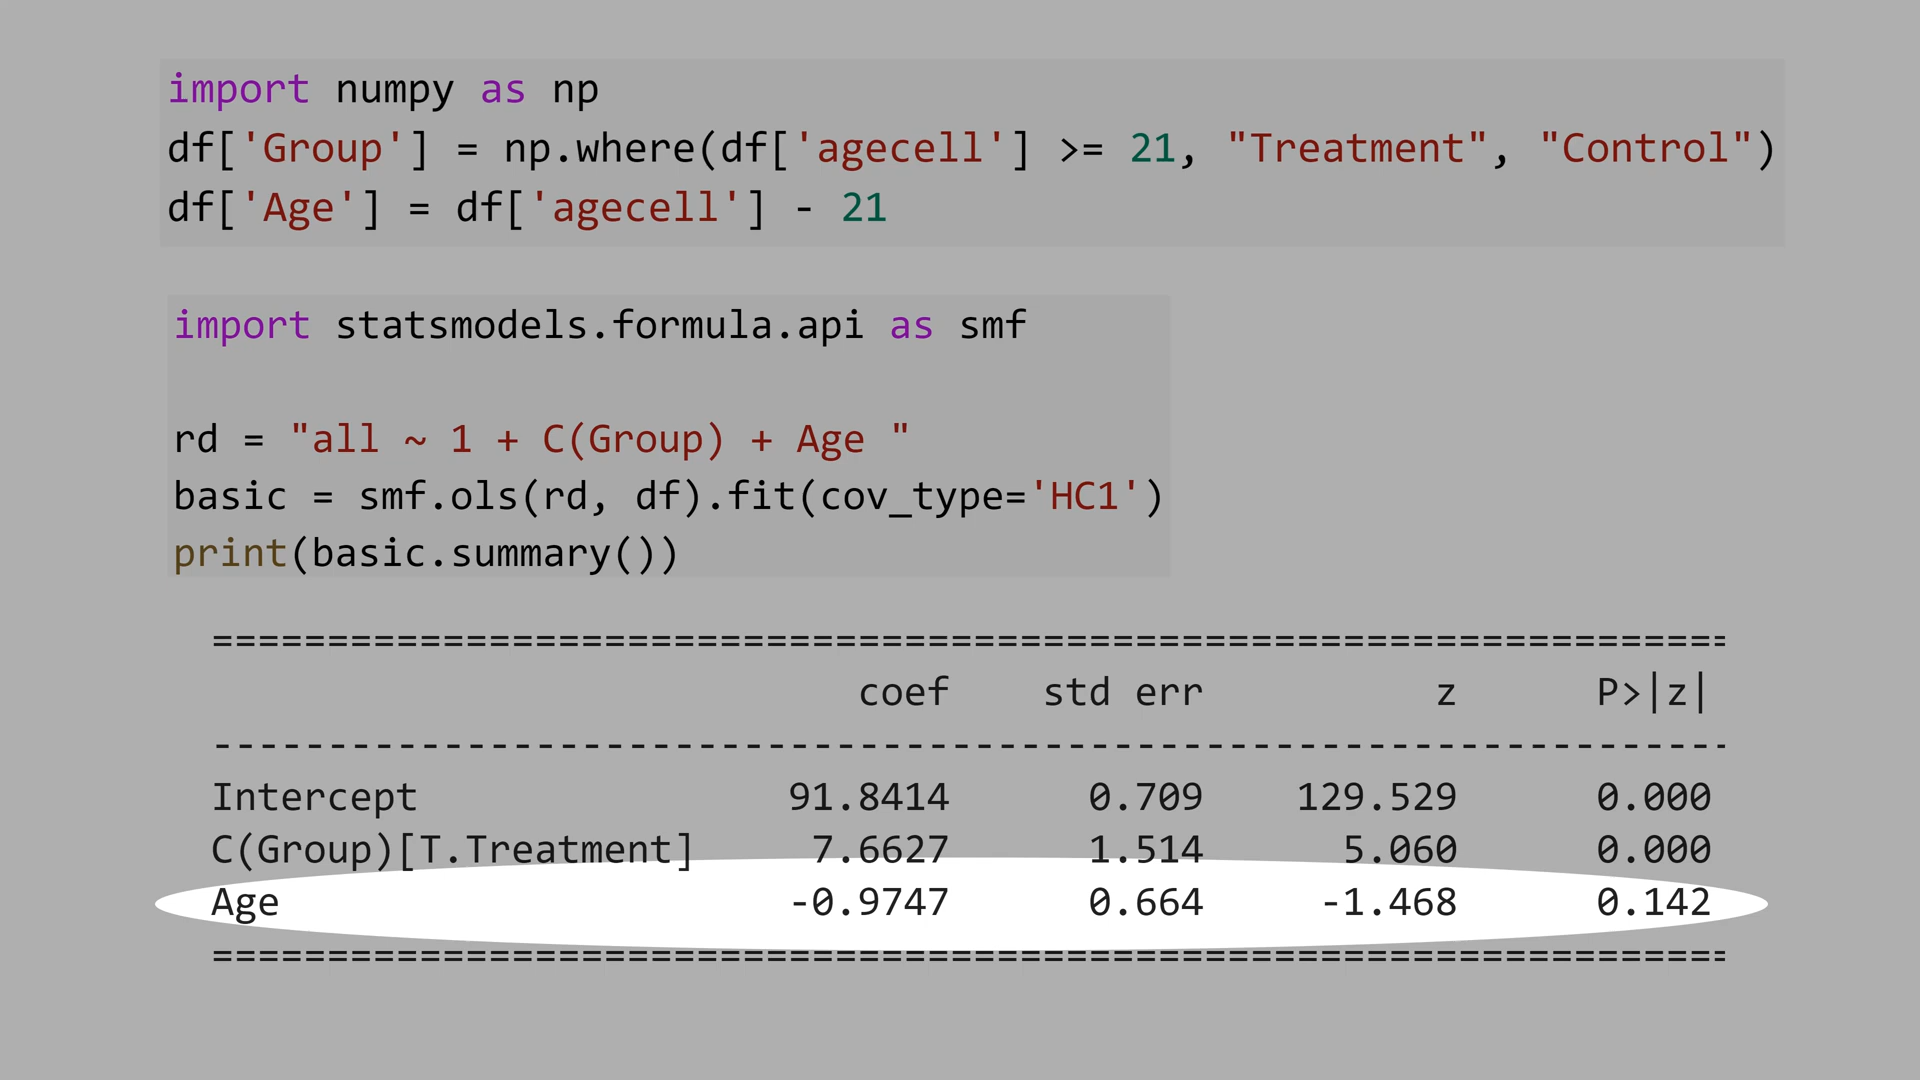 import numpy as np
df['Group'] = np.where(df['agecell'] >= 21, "Treatment", "Control")
df['Age'] = df['agecell'] - 21
import statsmodels.formula.api as smf
rd = "all ~ 1 + C(Group) + Age "
basic = smf.ols(rd, df).fit(cov_type='HC1')
print(basic.summary())
==================================================================
coef std err z P>|z|
------------------------------------------------------------------
Intercept 91.8414 0.709 129.529 0.000
C(Group)[T.Treatment] 7.6627 1.514 5.060 0.000
Age -0.9747 0.664 -1.468 0.142
==================================================================